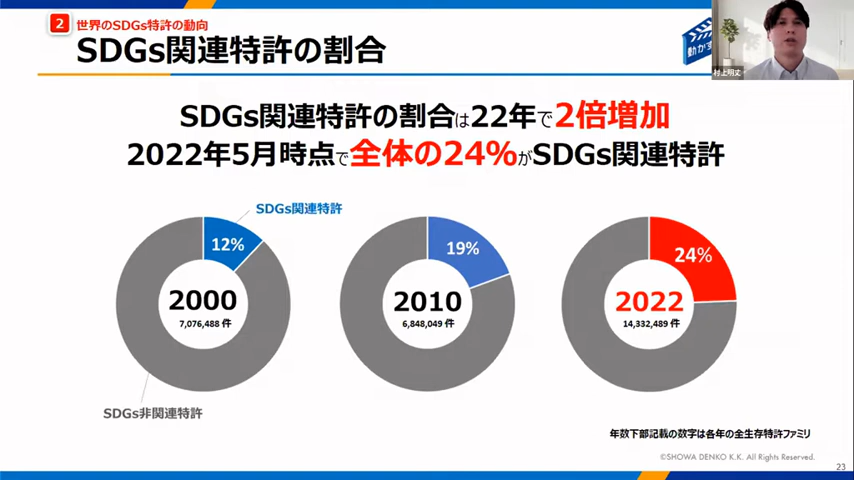 2 世界のSDGs特許の動向
SDGs関連特許の割合
動かす
村上明丈
SDGs関連特許の割合は22年で2倍増加
2022年5月時点で全体の24%がSDGs関連特許
SDGs関連特許
12%
2000
7,076,488 件
19%
2010
6,848,049 件
24%
2022
14,332,489 件
SDGs非関連特許
年数下部記載の数字は各年の全生存特許ファミリ
©SHOWA DENKO K.K. All Rights Reserved.
23